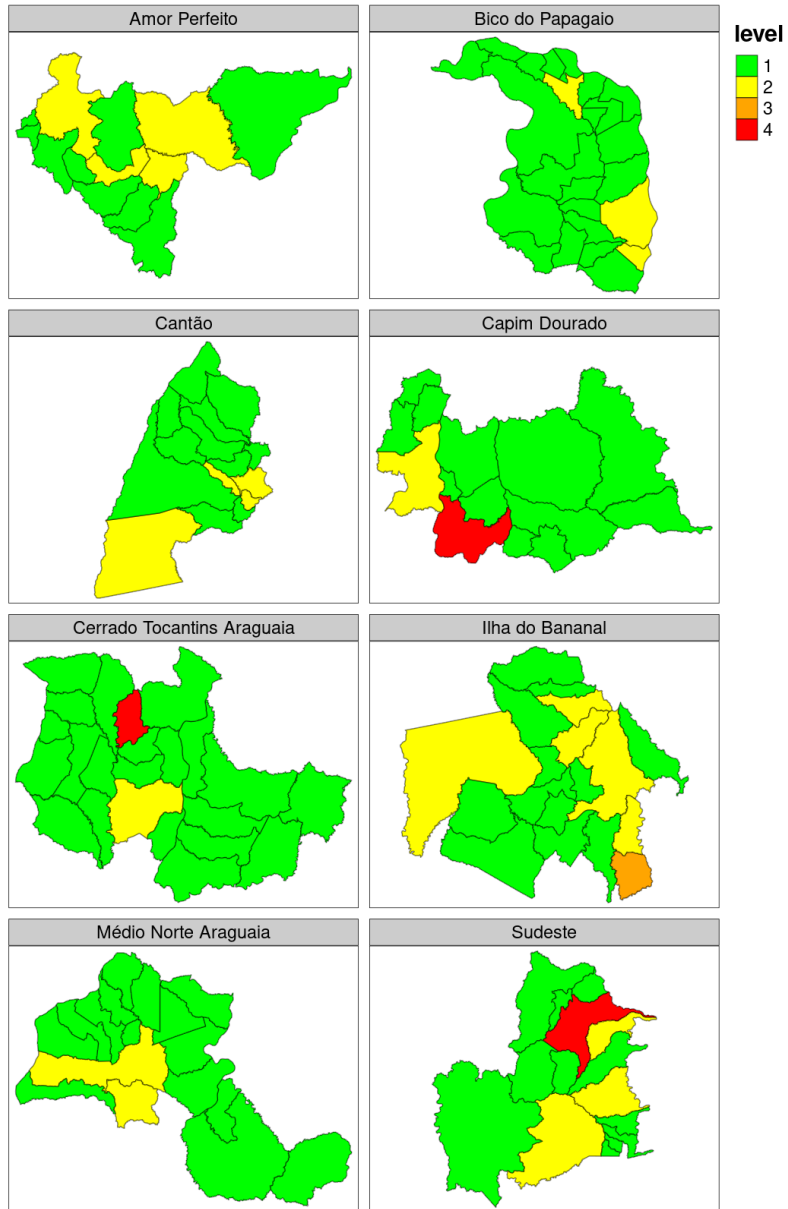 Amor Perfeito
Bico do Papagaio
level
1
2
3
4
Cantão
Capim Dourado
Cerrado Tocantins Araguaia
Ilha do Bananal
Médio Norte Araguaia
Sudeste